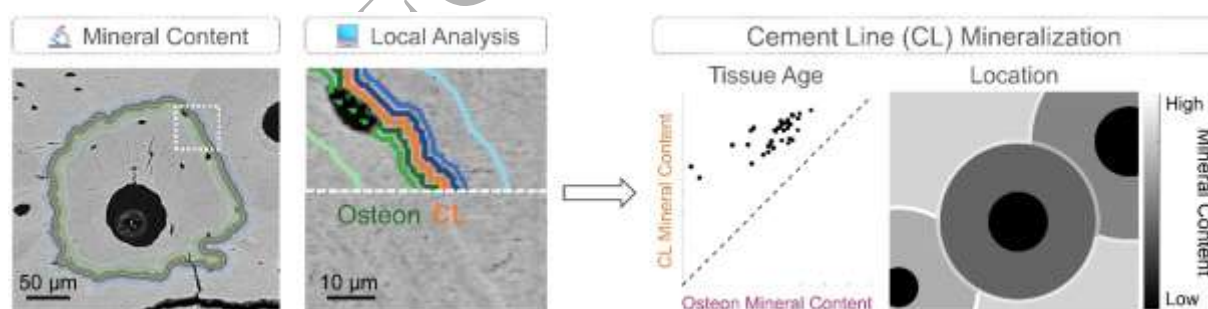 Mineral Content
Local Analysis
Cement Line (CL) Mineralization
Tissue Age
Location
Osteon CL
50 µm
10 µm
CL Mineral Content
Osteon Mineral Content
High
Mineral Content
Low